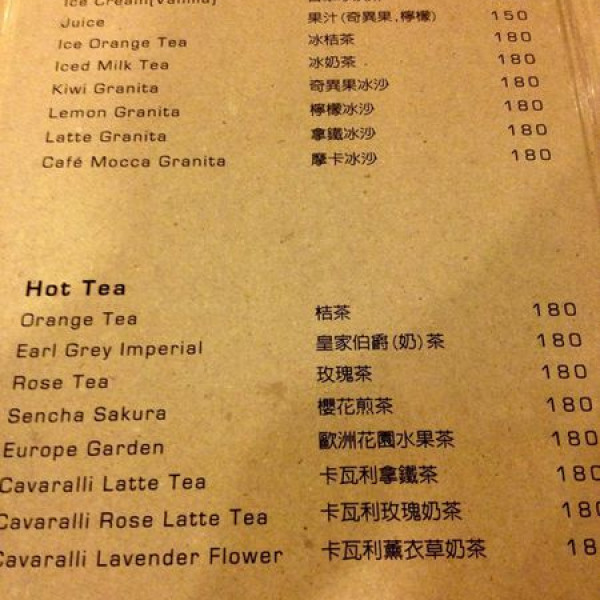 Ice Cream(Vanilla)
Juice 果汁(奇異果,檸檬) 150
Ice Orange Tea 冰桔茶 180
Iced Milk Tea 冰奶茶 180
Kiwi Granita 奇異果冰沙 180
Lemon Granita 檸檬冰沙 180
Latte Granita 拿鐵冰沙 180
Café Mocca Granita 摩卡冰沙 180
Hot Tea
Orange Tea 桔茶 180
Earl Grey Imperial 皇家伯爵(奶)茶 180
Rose Tea 玫瑰茶 180
Sencha Sakura 櫻花煎茶 180
Europe Garden 歐洲花園水果茶 180
Cavaralli Latte Tea 卡瓦利拿鐵茶 180
Cavaralli Rose Latte Tea 卡瓦利玫瑰奶茶 180
Cavaralli Lavender Flower 卡瓦利薰衣草奶茶 18